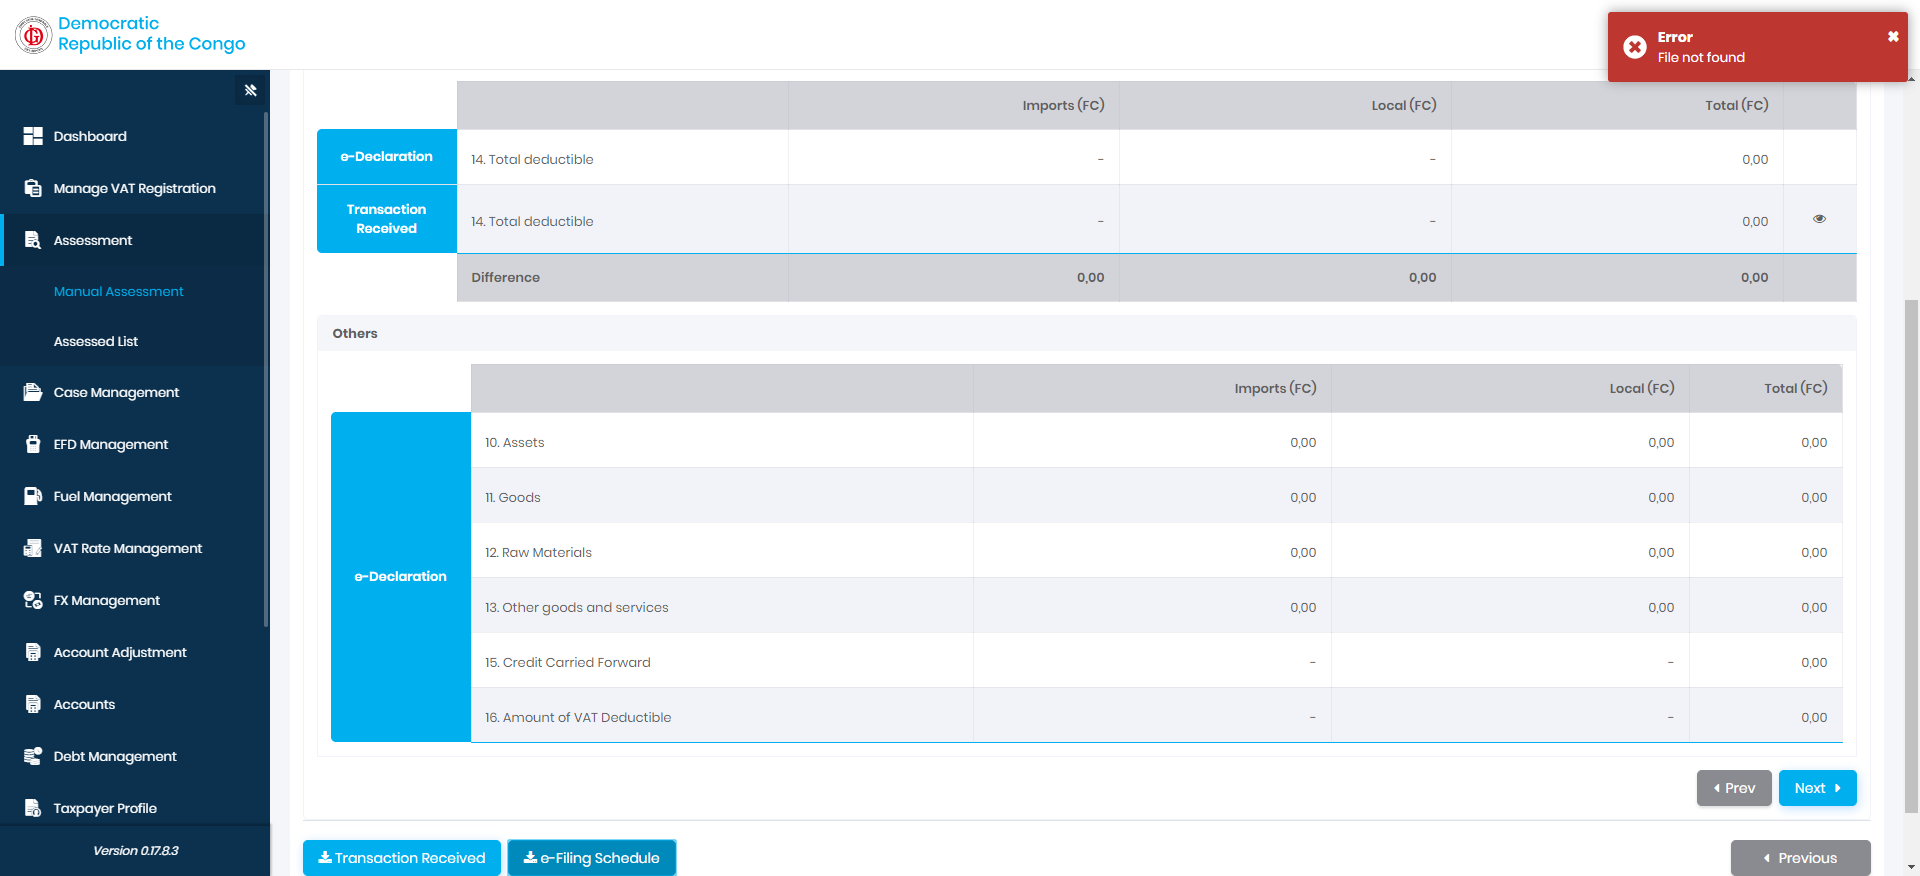 Democratic
Republic of the Congo
Error
File not found
Dashboard
Manage VAT Registration
Assessment
Manual Assessment
Assessed List
Case Management
EFD Management
Fuel Management
VAT Rate Management
FX Management
Account Adjustment
Accounts
Debt Management
Taxpayer Profile
Version 0.17.8.3
Imports (FC) Local (FC) Total (FC)
e-Declaration 14. Total deductible - - 0,00
Transaction
Received 14. Total deductible - - 0,00
Difference 0,00 0,00 0,00
Others
Imports (FC) Local (FC) Total (FC)
e-Declaration
10. Assets 0,00 0,00 0,00
11. Goods 0,00 0,00 0,00
12. Raw Materials 0,00 0,00 0,00
13. Other goods and services 0,00 0,00 0,00
15. Credit Carried Forward - - 0,00
16. Amount of VAT Deductible - - 0,00
Prev Next
Transaction Received e-Filing Schedule Previous